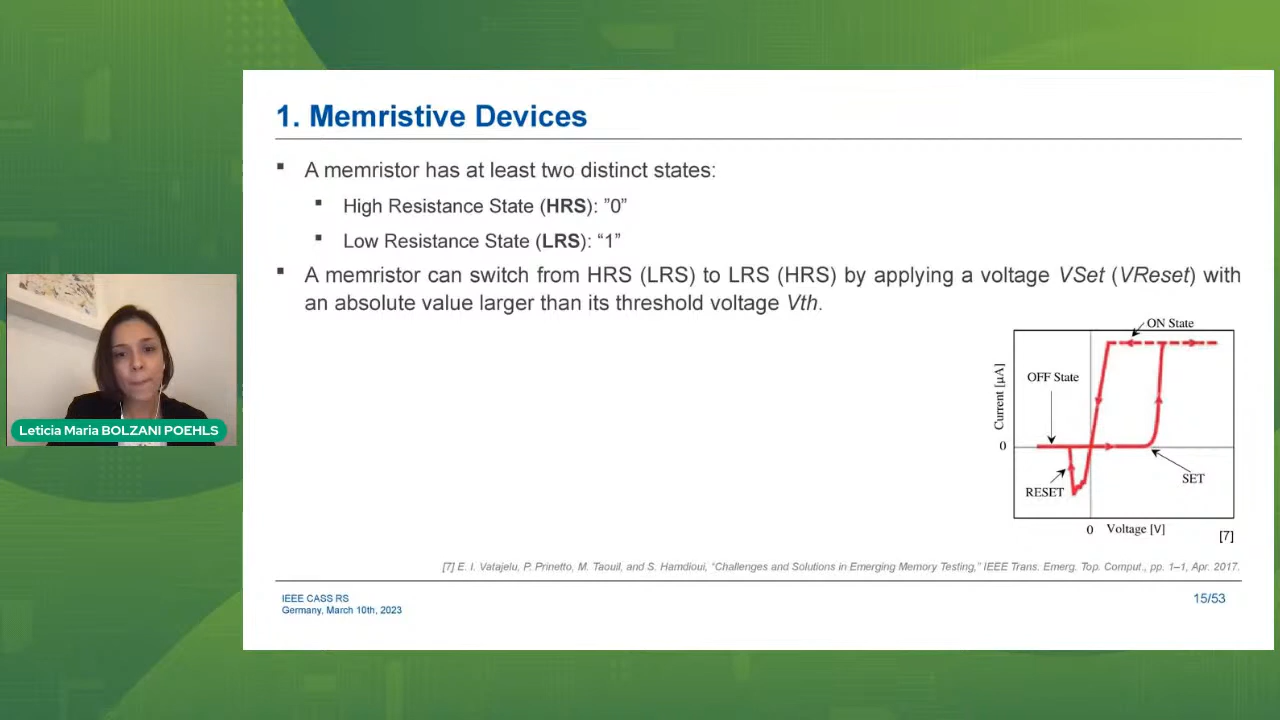 1. Memristive Devices
▪ A memristor has at least two distinct states:
▪ High Resistance State (HRS): ”0”
▪ Low Resistance State (LRS): “1”
▪ A memristor can switch from HRS (LRS) to LRS (HRS) by applying a voltage VSet (VReset) with
an absolute value larger than its threshold voltage Vth.
ON State
OFF State
Current [µA]
0
RESET
SET
0 Voltage [V]
[7]
Leticia Maria BOLZANI POEHLS
[7] E. I. Vatajelu, P. Prinetto, M. Taouil, and S. Hamdioui, “Challenges and Solutions in Emerging Memory Testing,” IEEE Trans. Emerg. Top. Comput., pp. 1–1, Apr. 2017.
IEEE CASS RS
Germany, March 10th, 2023
15/53